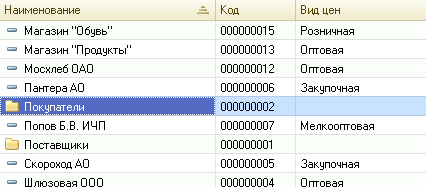 Наименование Код Вид цен
Магазин "Обувь" 000000015 Розничная
Магазин "Продукты" 000000013 Оптовая
Мосхлеб ОАО 000000012 Оптовая
Пантера АО 000000006 Закупочная
Покупатели 000000002
Попов Б.В. ИЧП 000000007 Мелкооптовая
Поставщики 000000001
Скороход АО 000000005 Закупочная
Шлюзовая ООО 000000004 Оптовая